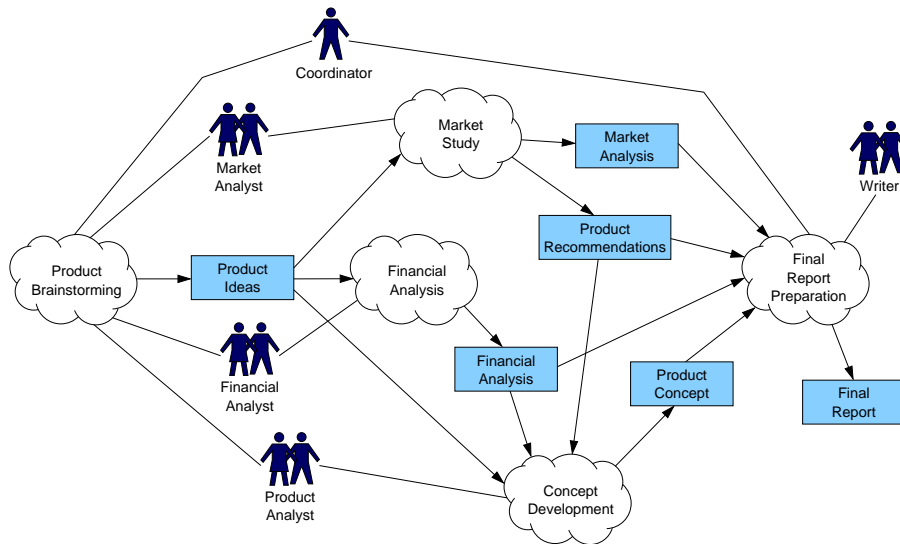 Coordinator
Market
Analyst
Market
Study
Market
Analysis
Writer
Product
Recommendations
Product
Brainstorming
Product
Ideas
Financial
Analysis
Final
Report
Preparation
Financial
Analyst
Financial
Analysis
Product
Concept
Final
Report
Product
Analyst
Concept
Development